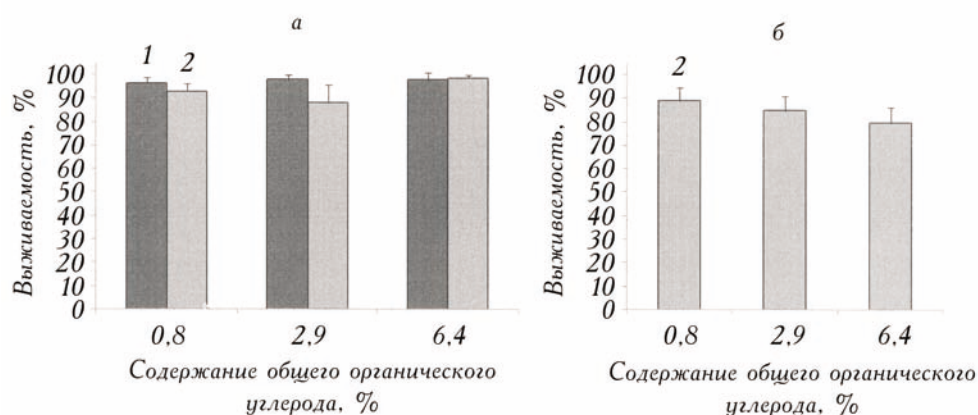 а
1 2
Выживаемость, %
100
90
80
70
60
50
40
30
20
10
0
0,8 2,9 6,4
Содержание общего органического
углерода, %
б
2
Выживаемость, %
100
90
80
70
60
50
40
30
20
10
0
0,8 2,9 6,4
Содержание общего органического
углерода, %